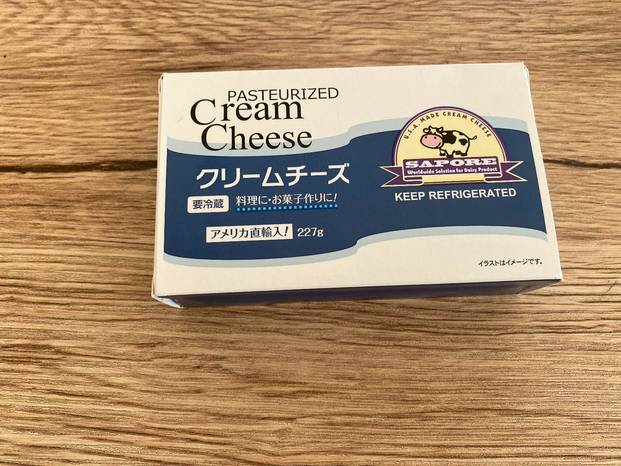 PASTEURIZED
Cream
Cheese
クリームチーズ
要冷蔵 料理に・お菓子作りに!
アメリカ直輸入! 227g
U.S.A. MADE CREAM CHEESE
SAPORE
Worldwide Solution for Dairy Product
KEEP REFRIGERATED
イラストはイメージです。